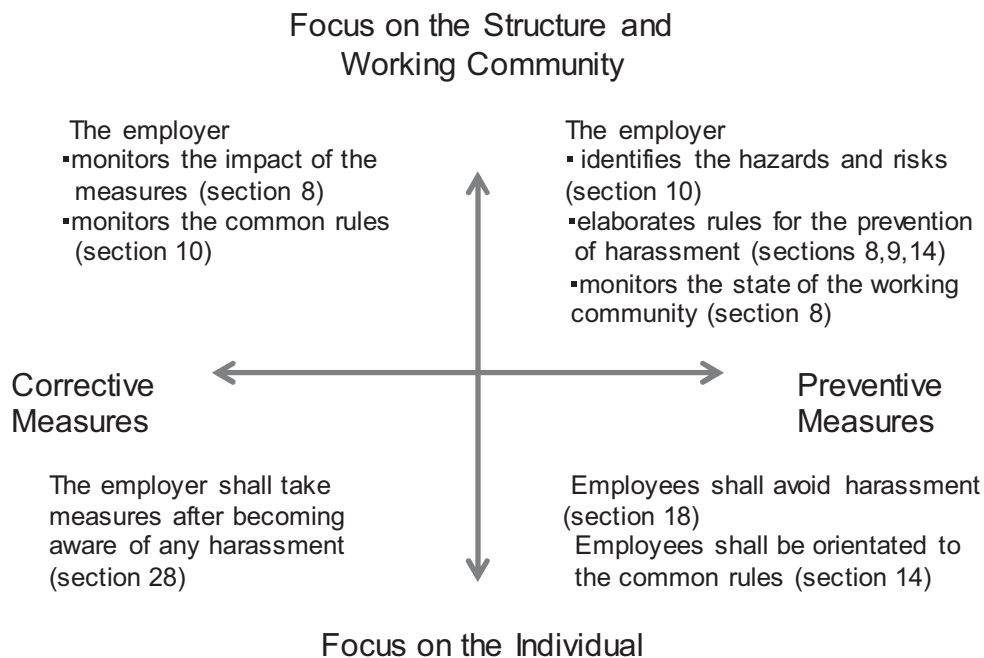 Focus on the Structure and
Working Community
The employer
▪monitors the impact of the
measures (section 8)
▪monitors the common rules
(section 10)
The employer
▪ identifies the hazards and risks
(section 10)
▪elaborates rules for the prevention
of harassment (sections 8,9,14)
▪monitors the state of the working
community (section 8)
Corrective
Measures
Preventive
Measures
The employer shall take
measures after becoming
aware of any harassment
(section 28)
Employees shall avoid harassment
(section 18)
Employees shall be orientated to
the common rules (section 14)
Focus on the Individual